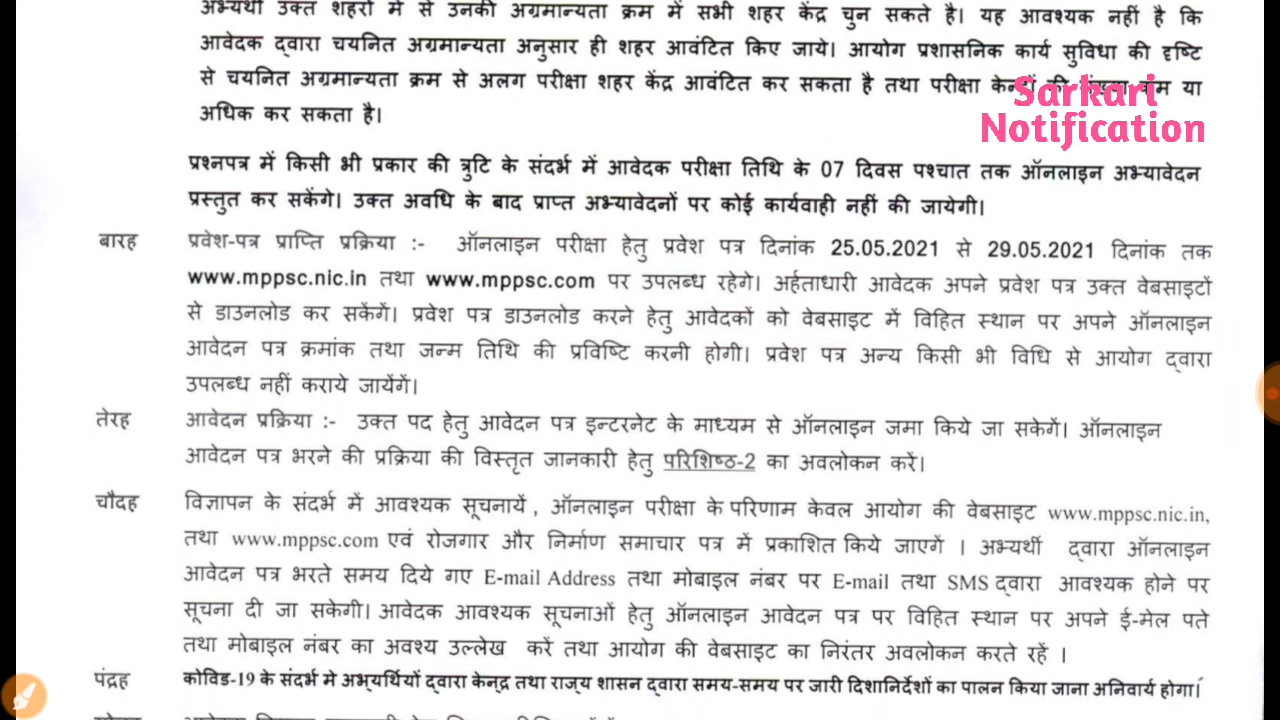 अभ्यर्थी उक्त शहरों में से उनकी अग्रमान्यता क्रम में सभी शहर केंद्र चुन सकते है। यह आवश्यक नहीं है कि
आवेदक द्वारा चयनित अग्रमान्यता अनुसार ही शहर आवंटित किए जाये। आयोग प्रशासनिक कार्य सुविधा की दृष्टि
से चयनित अग्रमान्यता क्रम से अलग परीक्षा शहर केंद्र आवंटित कर सकता है तथा परीक्षा या
अधिक कर सकता है।
Sarkari
Notification
प्रश्नपत्र में किसी भी प्रकार की त्रुटि के संदर्भ में आवेदक परीक्षा तिथि के 07 दिवस पश्चात तक ऑनलाइन अभ्यावेदन
प्रस्तुत कर सकेंगे। उक्त अवधि के बाद प्राप्त अभ्यावेदनों पर कोई कार्यवाही नहीं की जायेगी।
बारह प्रवेश-पत्र प्राप्ति प्रक्रिया :- ऑनलाइन परीक्षा हेतु प्रवेश पत्र दिनांक 25.05.2021 से 29.05.2021 दिनांक तक
www.mppsc.nic.in तथा www.mppsc.com पर उपलब्ध रहेगे। अर्हताधारी आवेदक अपने प्रवेश पत्र उक्त वेबसाइटों
से डाउनलोड कर सकेंगें। प्रवेश पत्र डाउनलोड करने हेतु आवेदकों को वेबसाइट में विहित स्थान पर अपने ऑनलाइन
आवेदन पत्र क्रमांक तथा जन्म तिथि की प्रविष्टि करनी होगी। प्रवेश पत्र अन्य किसी भी विधि से आयोग द्वारा
उपलब्ध नहीं कराये जायेंगें।
तेरह आवेदन प्रक्रिया :- उक्त पद हेतु आवेदन पत्र इन्टरनेट के माध्यम से ऑनलाइन जमा किये जा सकेगें। ऑनलाइन
आवेदन पत्र भरने की प्रक्रिया की विस्तृत जानकारी हेतु परिशिष्ठ-2 का अवलोकन करें।
चौदह विज्ञापन के संदर्भ में आवश्यक सूचनायें , ऑनलाइन परीक्षा के परिणाम केवल आयोग की वेबसाइट www.mppsc.nic.in,
तथा www.mppsc.com एवं रोजगार और निर्माण समाचार पत्र में प्रकाशित किये जाएगें । अभ्यर्थी द्वारा ऑनलाइन
आवेदन पत्र भरते समय दिये गए E-mail Address तथा मोबाइल नंबर पर E-mail तथा SMS द्वारा आवश्यक होने पर
सूचना दी जा सकेगी। आवेदक आवश्यक सूचनाओं हेतु ऑनलाइन आवेदन पत्र पर विहित स्थान पर अपने ई-मेल पते
तथा मोबाईल नंबर का अवश्य उल्लेख करें तथा आयोग की वेबसाइट का निरंतर अवलोकन करते रहें ।
पंद्रह कोविड-19 के संदर्भ मे अभ्यर्थियों द्वारा केन्द्र तथा राज्य शासन द्वारा समय-समय पर जारी दिशानिर्देशों का पालन किया जाना अनिवार्य होगा।